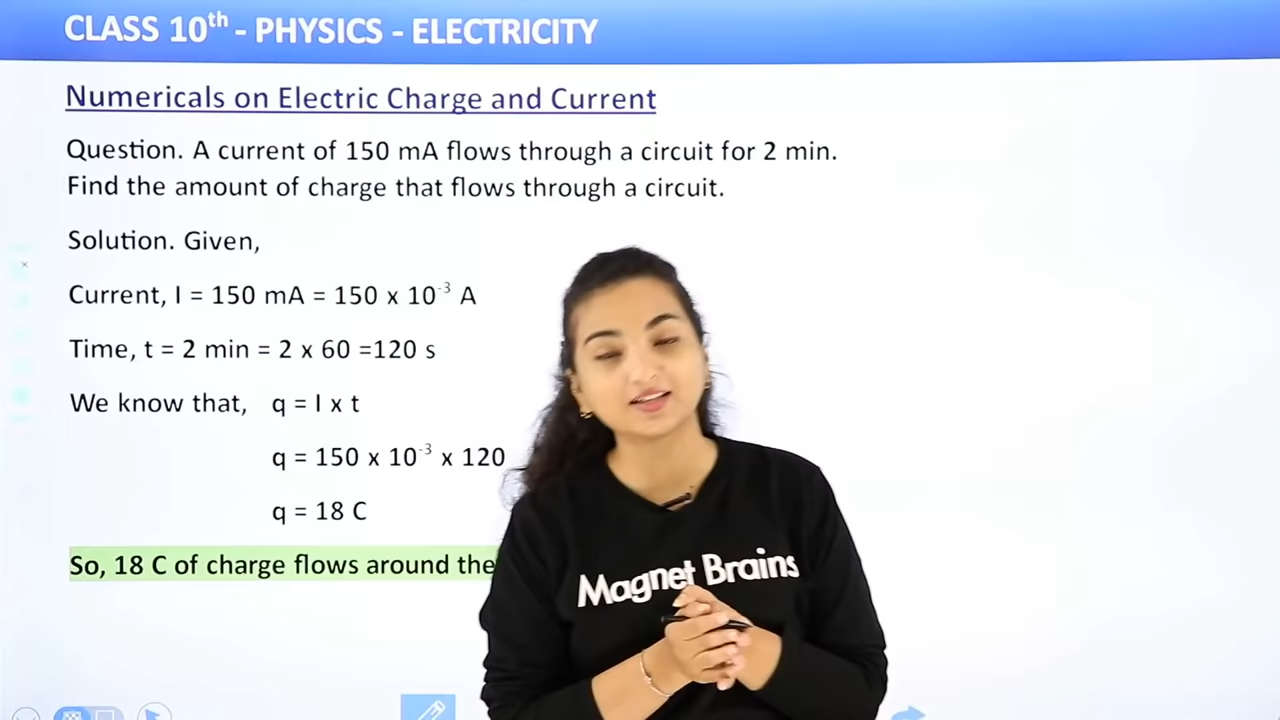 CLASS 10th - PHYSICS - ELECTRICITY
Numericals on Electric Charge and Current
Question. A current of 150 mA flows through a circuit for 2 min.
Find the amount of charge that flows through a circuit.
Solution. Given,
Current, I = 150 mA = 150 x 10-3 A
Time, t = 2 min = 2 x 60 =120 s
We know that, q = I x t
q = 150 x 10-3 x 120
q = 18 C
So, 18 C of charge flows around the
Magnet Brains